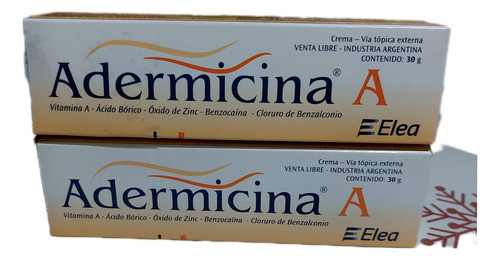 Crema – Vía tópica externa
VENTA LIBRE - INDUSTRIA ARGENTINA
CONTENIDO: 30 g
Adermicina® A
Vitamina A - Ácido Bórico - Óxido de Zinc - Benzocaína - Cloruro de Benzalconio
Elea
Crema – Vía tópica externa
VENTA LIBRE - INDUSTRIA ARGENTINA
CONTENIDO: 30 g
Adermicina® A
Vitamina A - Ácido Bórico - Óxido de Zinc - Benzocaína - Cloruro de Benzalconio
Elea